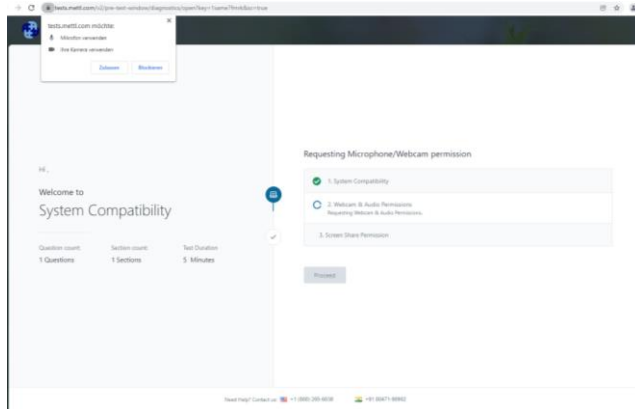 tests.mettl.com möchte:
Mikrofon verwenden
Ihre Kamera verwenden
Zulassen Blockieren
Hi ,
Welcome to
System Compatibility
Question count: Section count: Test Duration
1 Questions 1 Sections 5 Minutes
Requesting Microphone/Webcam permission
1. System Compatibility
2. Webcam & Audio Permissions
Requesting Webcam & Audio Permissions.
3. Screen Share Permission
Proceed
Need Help? Contact us: